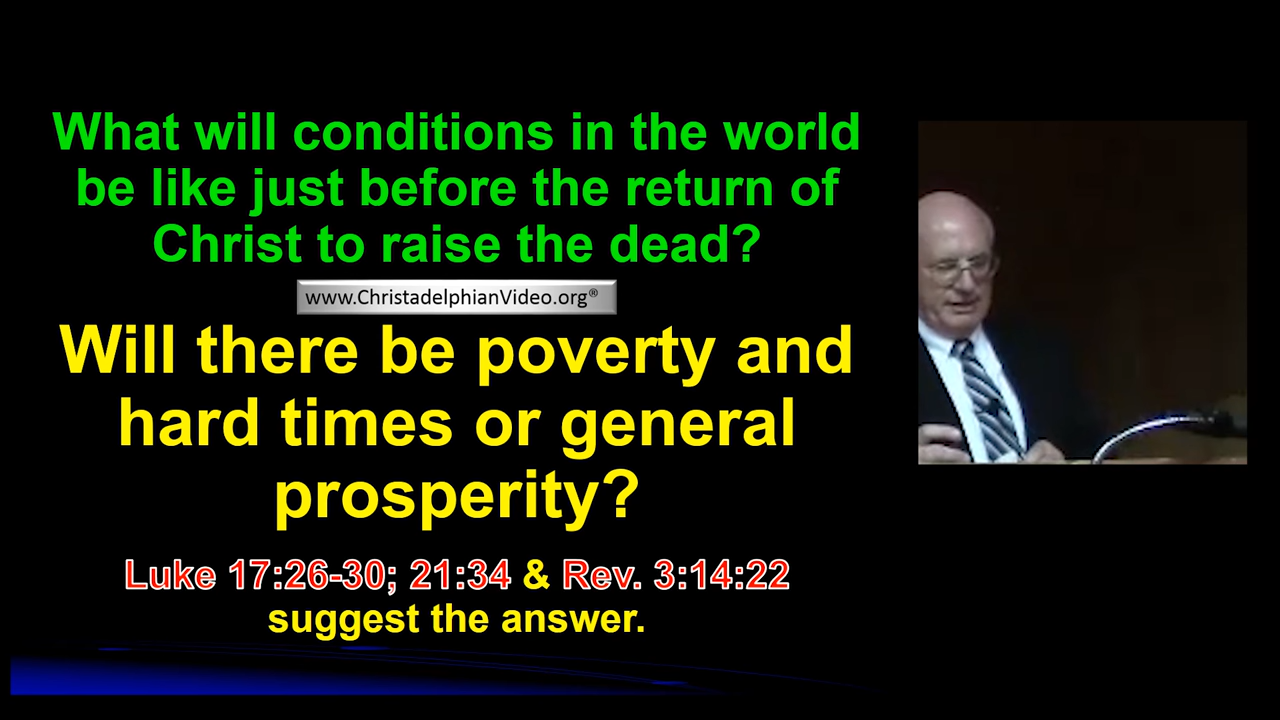 What will conditions in the world
be like just before the return of
Christ to raise the dead?
www.ChristadelphianVideo.org®
Will there be poverty and
hard times or general
prosperity?
Luke 17:26-30; 21:34 & Rev. 3:14:22
suggest the answer.